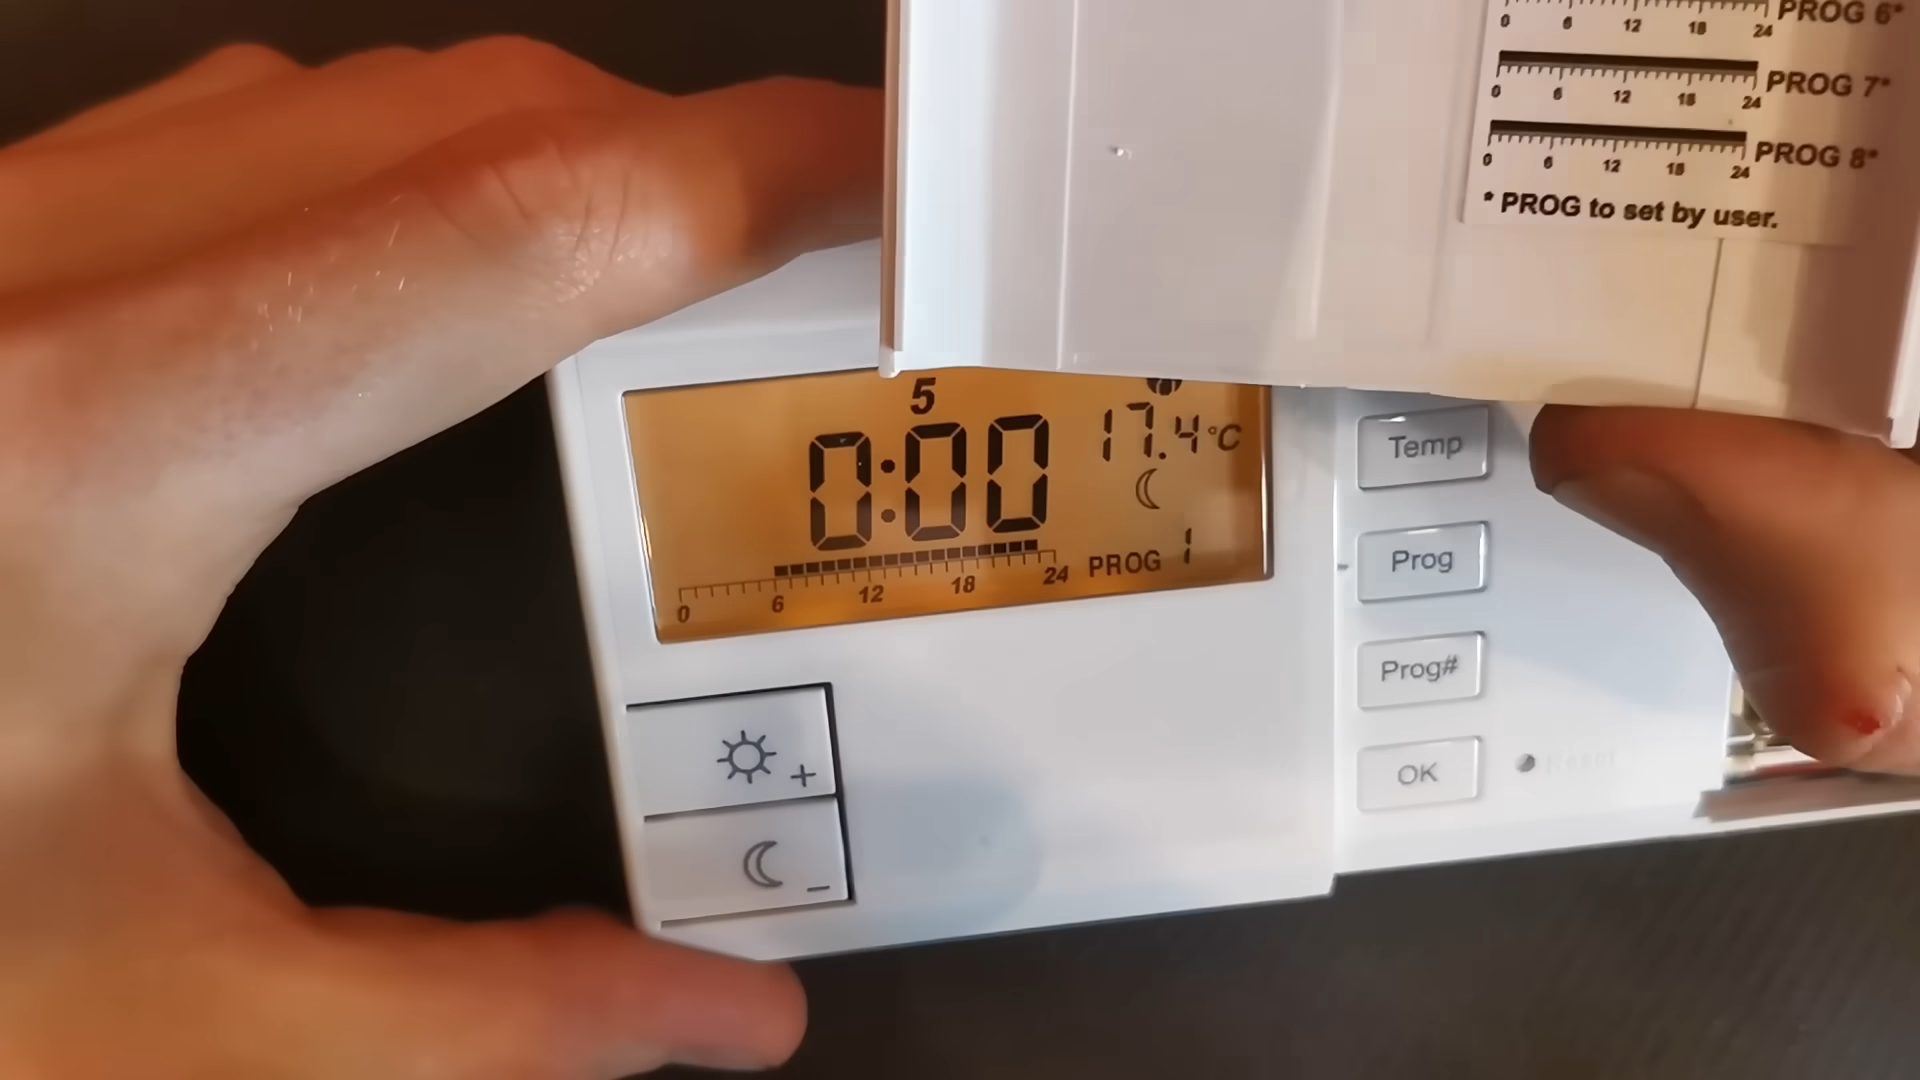 PROG 6*
0 6 12 18 24
PROG 7*
0 6 12 18 24
PROG 8*
0 6 12 18 24
* PROG to set by user.
5
0:00
17.4 °C
PROG 1
0 6 12 18 24
Temp
Prog
Prog#
OK
Reset
+
−